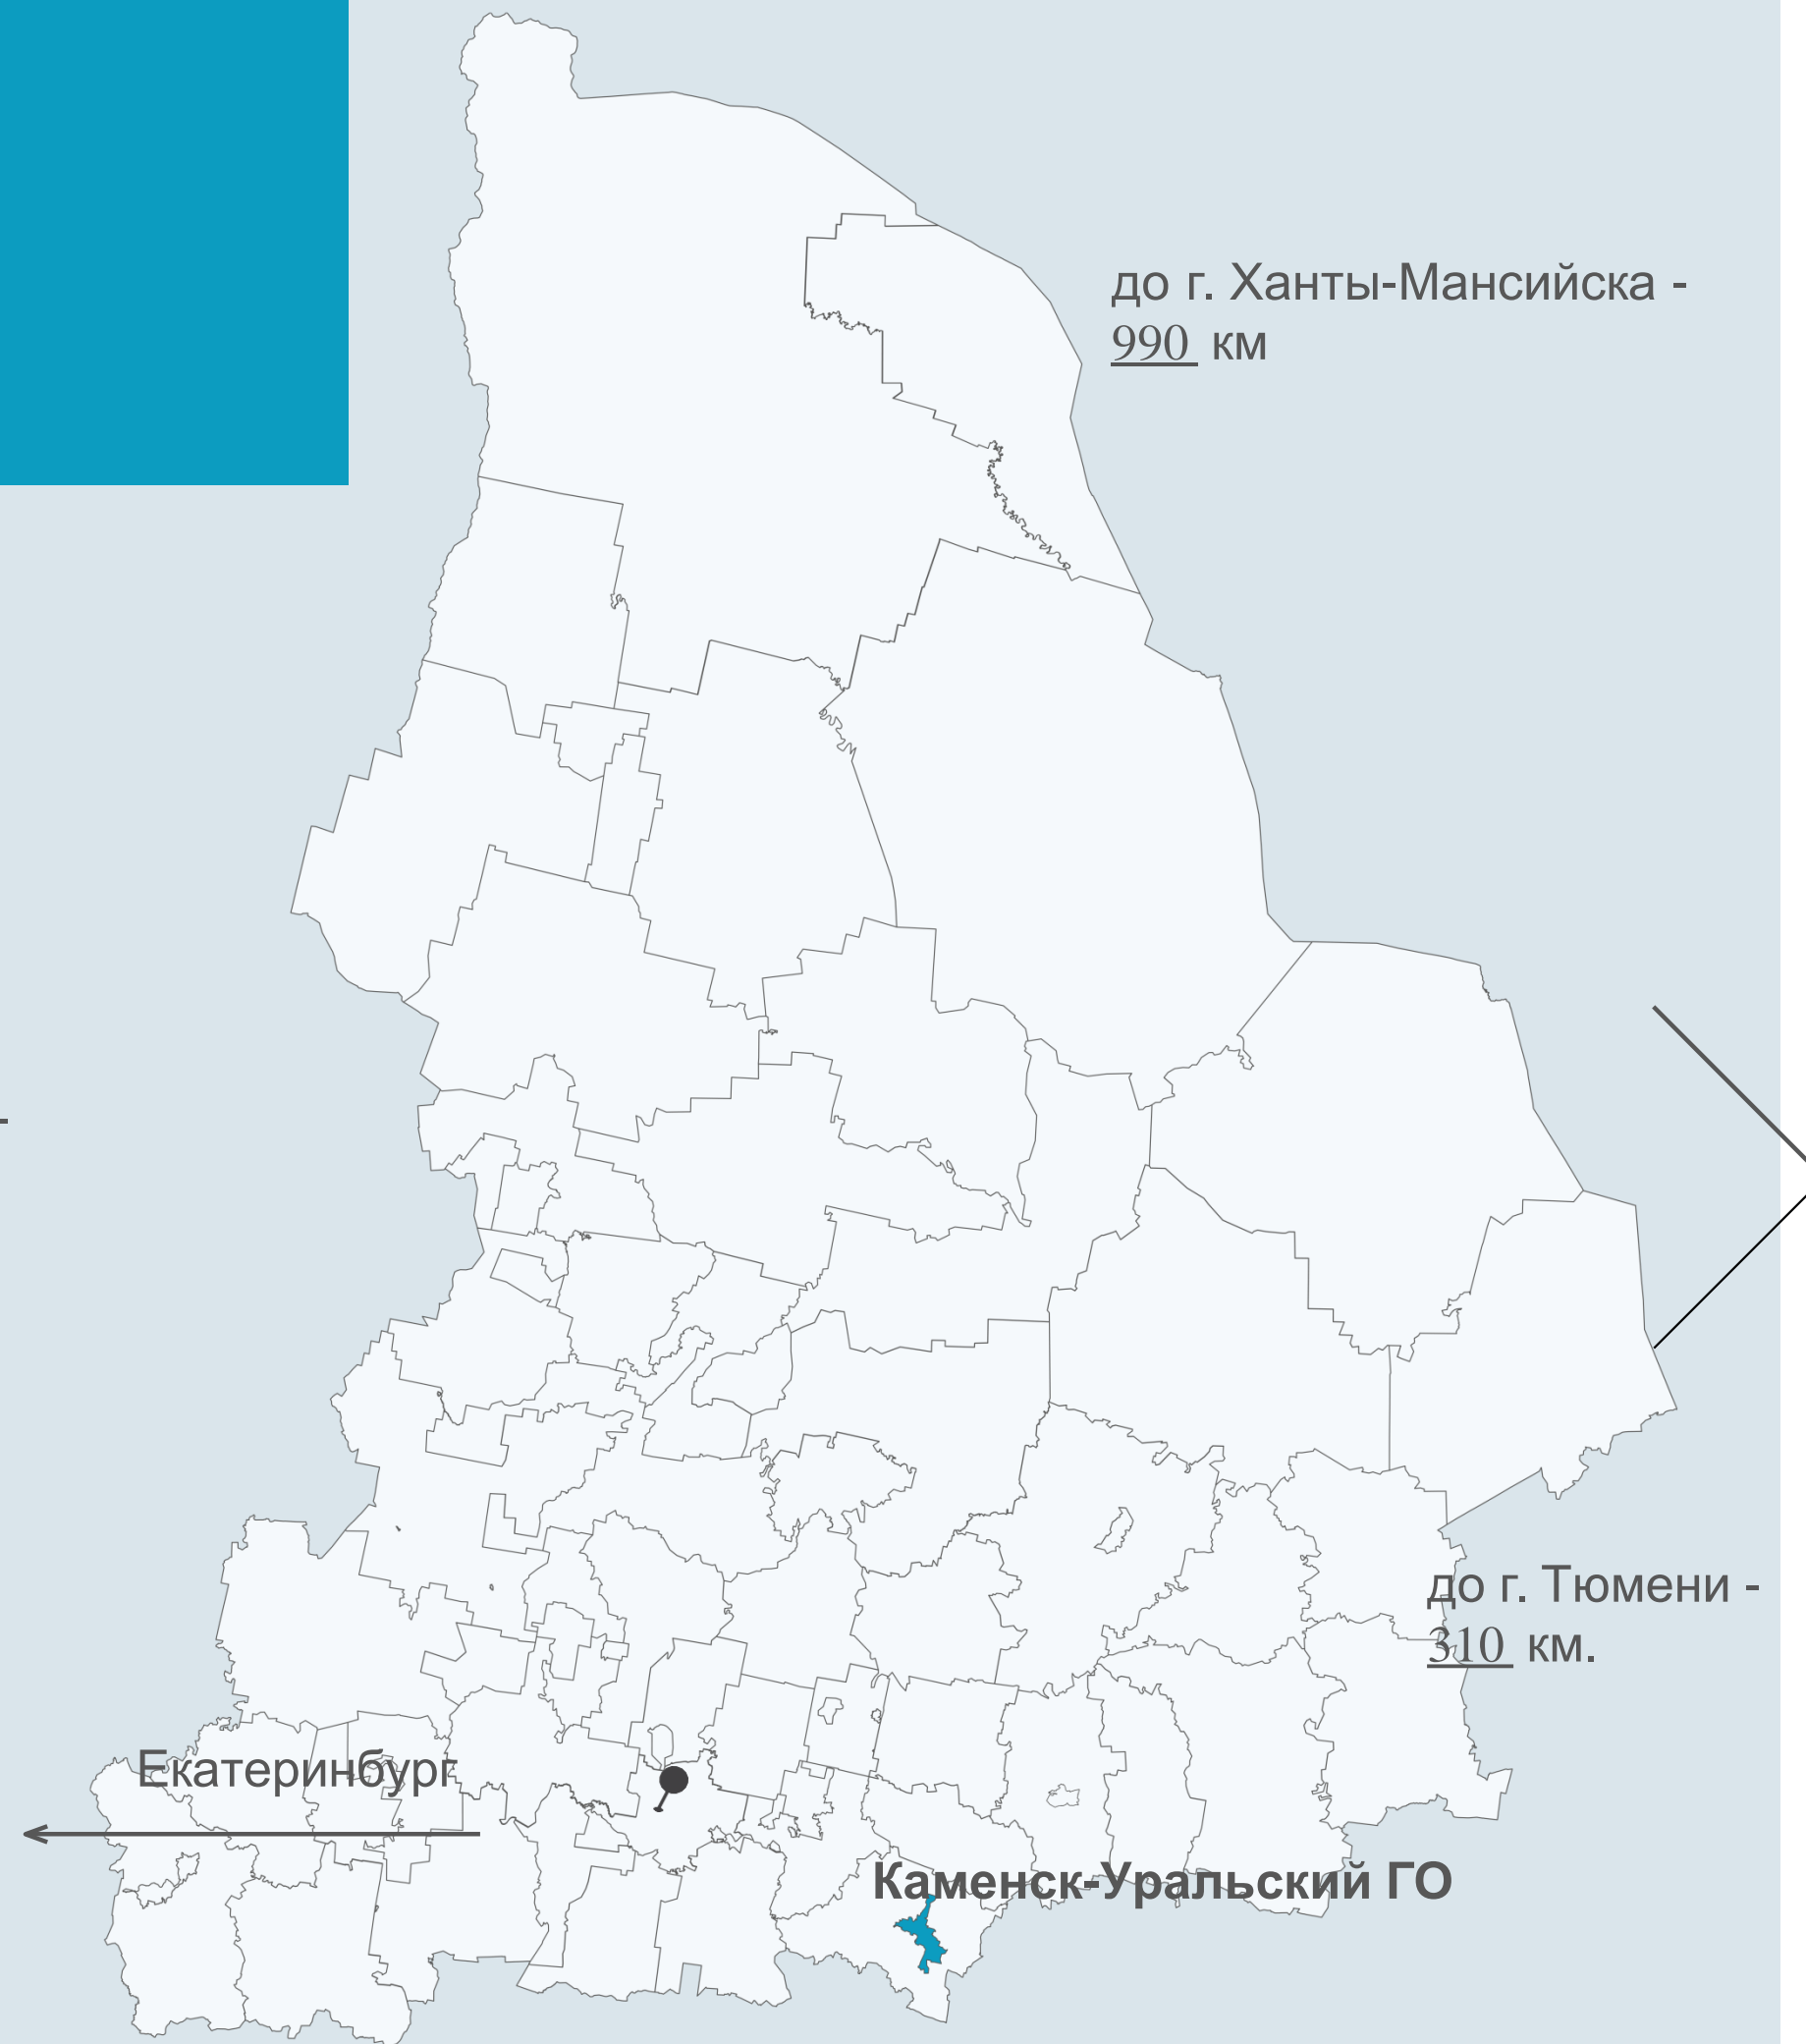 до г. Ханты-Мансийска -
990 км
-
до г. Тюмени -
310 км.
Екатеринбург
Каменск-Уральский ГО